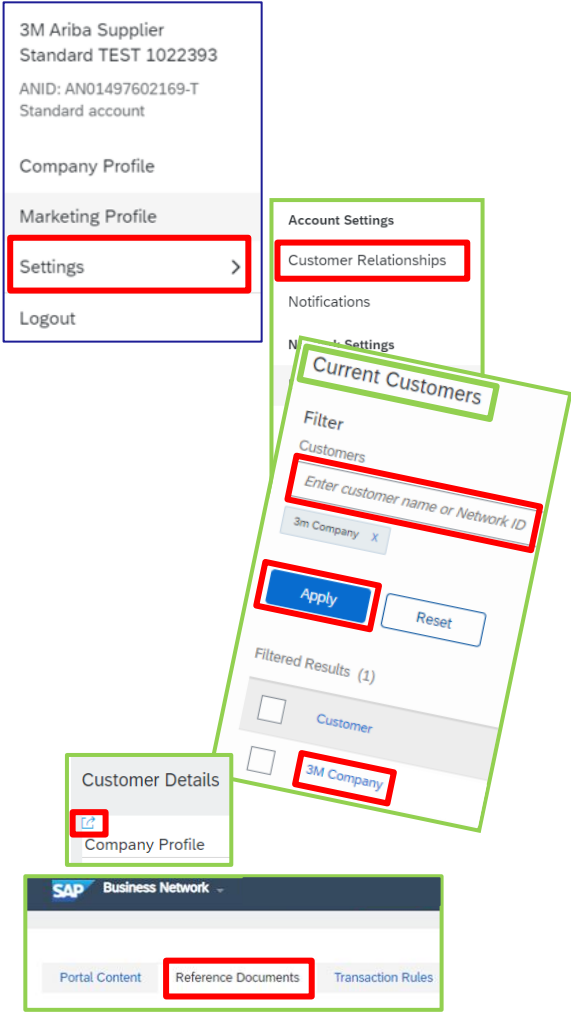 3M Ariba Supplier
Standard TEST 1022393
ANID: AN01497602169-T
Standard account
Company Profile
Marketing Profile
Settings
Logout
Account Settings
Customer Relationships
Notifications
Settings
Current Customers
Filter
Customers
Enter customer name or Network ID
3m Company X
Apply
Reset
Filtered Results (1)
Customer
3M Company
Customer Details
Company Profile
SAP Business Network
Portal Content Reference Documents Transaction Rules